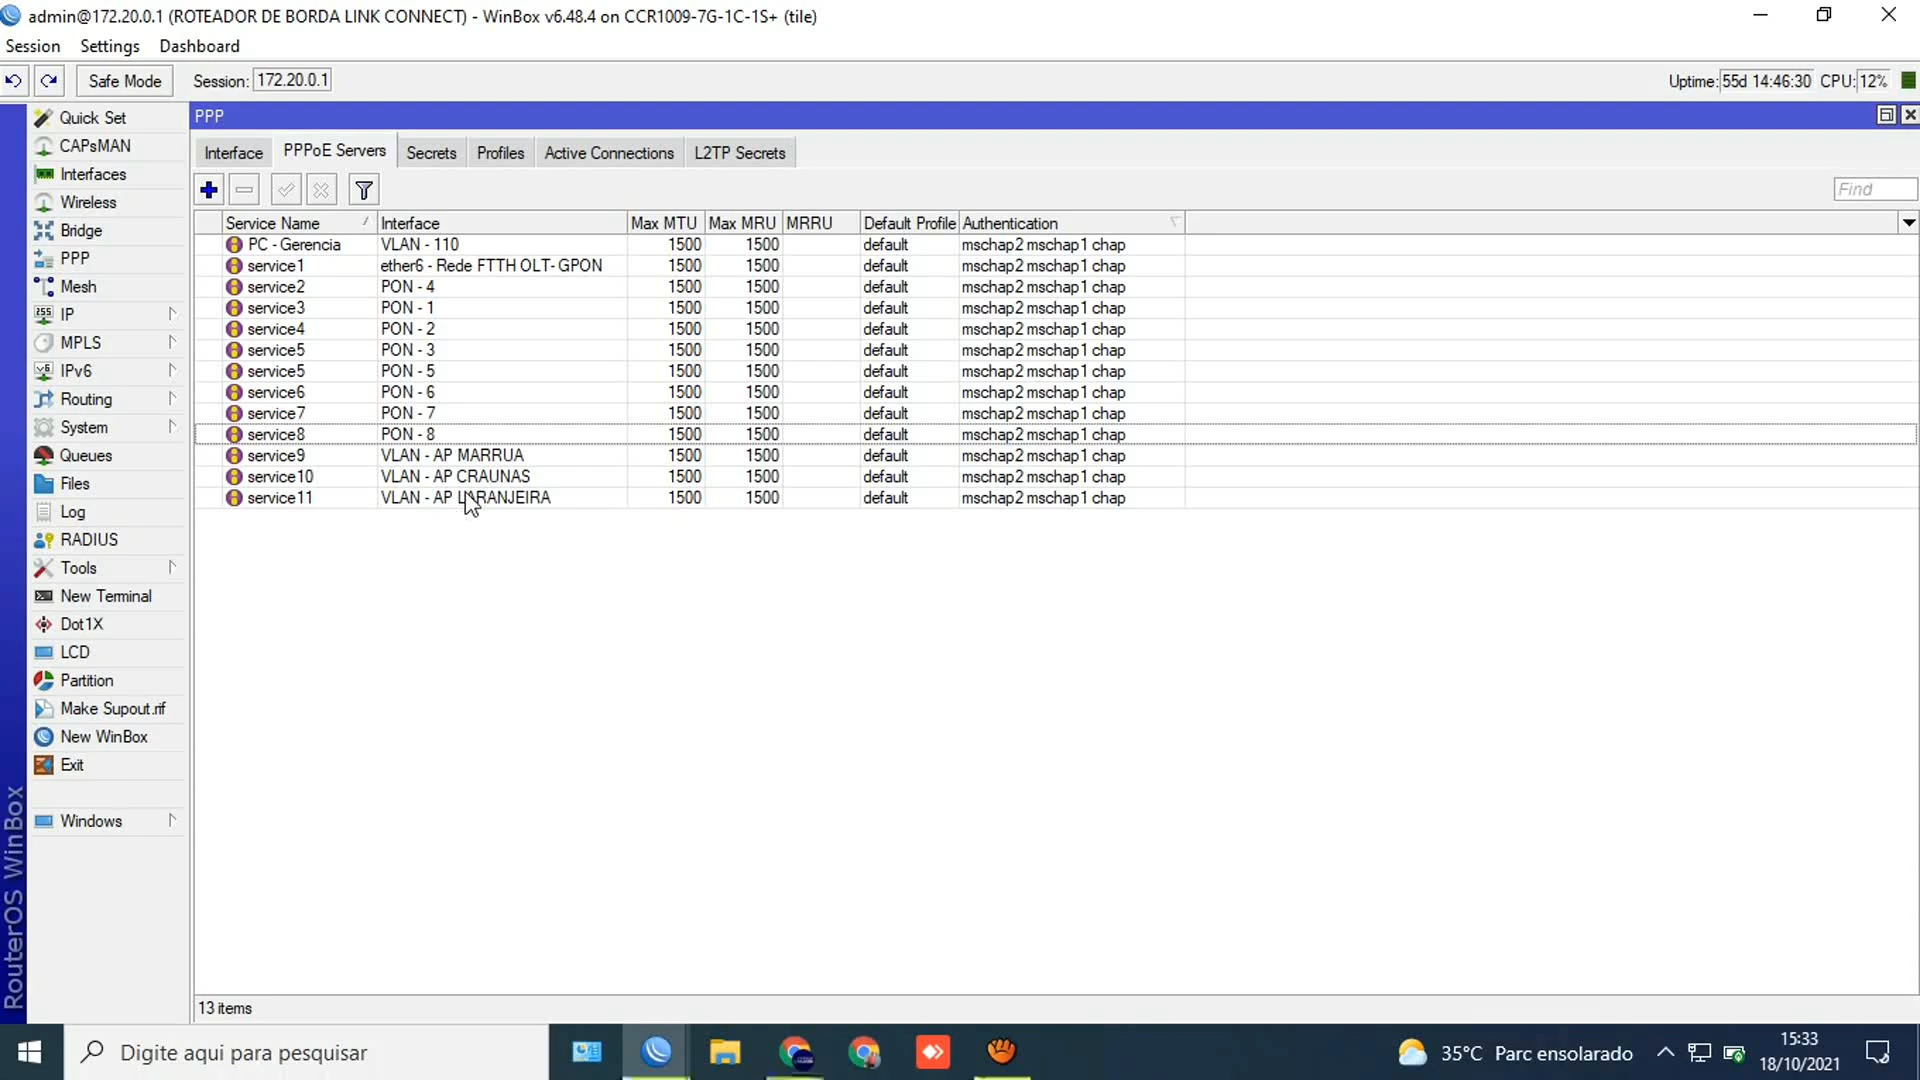 admin@172.20.0.1 (ROTEADOR DE BORDA LINK CONNECT) - WinBox v6.48.4 on CCR1009-7G-1C-1S+ (tile)
Session Settings Dashboard
Safe Mode Session: 172.20.0.1 Uptime: 55d 14:46:30 CPU: 12%
Quick Set
CAPsMAN
Interfaces
Wireless
Bridge
PPP
Mesh
IP
MPLS
IPv6
Routing
System
Queues
Files
Log
RADIUS
Tools
New Terminal
Dot1X
LCD
Partition
Make Supout.rif
New WinBox
Exit
Windows
RouterOS WinBox
PPP
Interface PPPoE Servers Secrets Profiles Active Connections L2TP Secrets
Find
Service Name Interface Max MTU Max MRU MRRU Default Profile Authentication
PC - Gerencia VLAN - 110 1500 1500 default mschap2 mschap1 chap
service1 ether6 - Rede FTTH OLT- GPON 1500 1500 default mschap2 mschap1 chap
service2 PON - 4 1500 1500 default mschap2 mschap1 chap
service3 PON - 1 1500 1500 default mschap2 mschap1 chap
service4 PON - 2 1500 1500 default mschap2 mschap1 chap
service5 PON - 3 1500 1500 default mschap2 mschap1 chap
service5 PON - 5 1500 1500 default mschap2 mschap1 chap
service6 PON - 6 1500 1500 default mschap2 mschap1 chap
service7 PON - 7 1500 1500 default mschap2 mschap1 chap
service8 PON - 8 1500 1500 default mschap2 mschap1 chap
service9 VLAN - AP MARRUA 1500 1500 default mschap2 mschap1 chap
service10 VLAN - AP CRAUNAS 1500 1500 default mschap2 mschap1 chap
service11 VLAN - AP LARANJEIRA 1500 1500 default mschap2 mschap1 chap
13 items
Digite aqui para pesquisar
35°C Parc ensolarado
15:33
18/10/2021